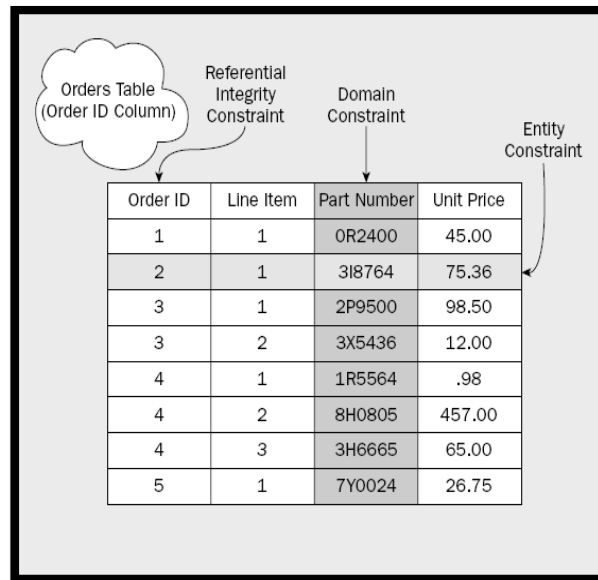 Orders Table
(Order ID Column)
Referential
Integrity
Constraint
Domain
Constraint
Entity
Constraint
Order ID Line Item Part Number Unit Price
1 1 0R2400 45.00
2 1 3I8764 75.36
3 1 2P9500 98.50
3 2 3X5436 12.00
4 1 1R5564 .98
4 2 8H0805 457.00
4 3 3H6665 65.00
5 1 7Y0024 26.75